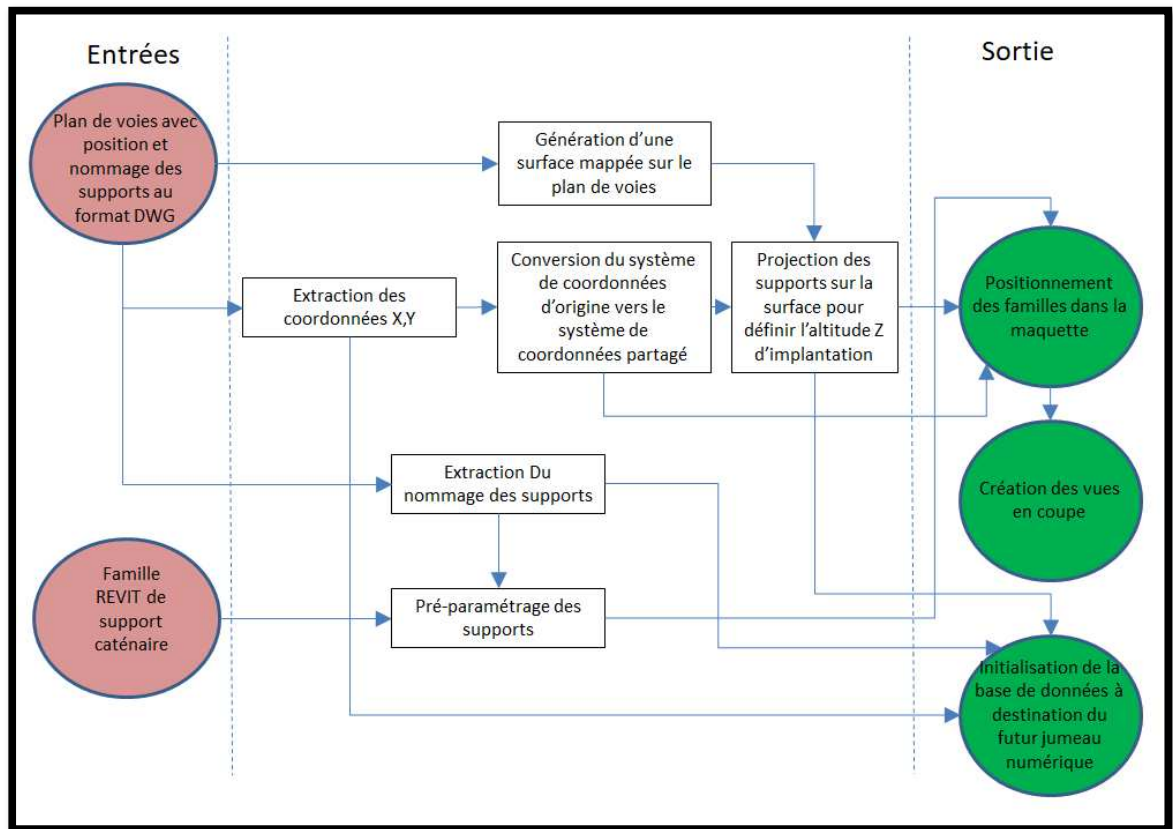 Entrées
Sortie
Plan de voies avec
position et
nommage des
supports au
format DWG
Génération d’une
surface mappée sur le
plan de voies
Extraction des
coordonnées X,Y
Conversion du système
de coordonnées
d’origine vers le
système de
coordonnées partagé
Projection des
supports sur la
surface pour
définir l’altitude Z
d’implantation
Positionnement
des familles dans la
maquette
Extraction Du
nommage des supports
Création des vues
en coupe
Famille
REVIT de
support
caténaire
Pré-paramétrage des
supports
Initialisation de la
base de données à
destination du
futur jumeau
numérique